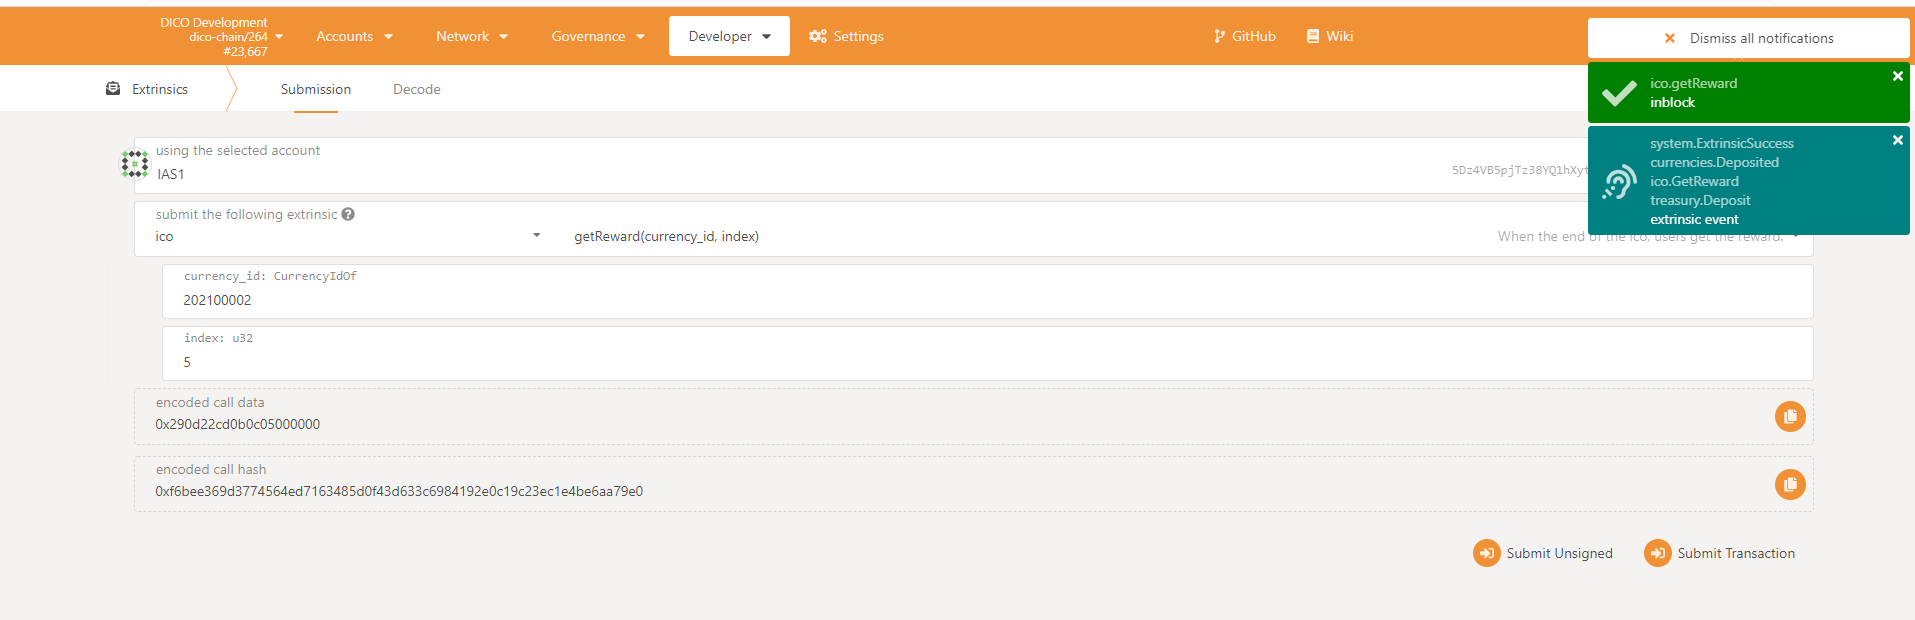 DICO Development
dico-chain/264
#23,667
Accounts
Network
Governance
Developer
Settings
GitHub
Wiki
Dismiss all notifications
ico.getReward
inblock
system.ExtrinsicSuccess
currencies.Deposited
ico.GetReward
treasury.Deposit
extrinsic event
Extrinsics
Submission
Decode
using the selected account
IAS1
5Dz4VB5pjTz38YQ1hXyt
submit the following extrinsic
ico
getReward(currency_id, index)
When the end of the ico, users get the reward.
currency_id: CurrencyIdOf
202100002
index: u32
5
encoded call data
0x290d22cd0b0c05000000
encoded call hash
0xf6bee369d3774564ed7163485d0f43d633c6984192e0c19c23ec1e4be6aa79e0
Submit Unsigned
Submit Transaction